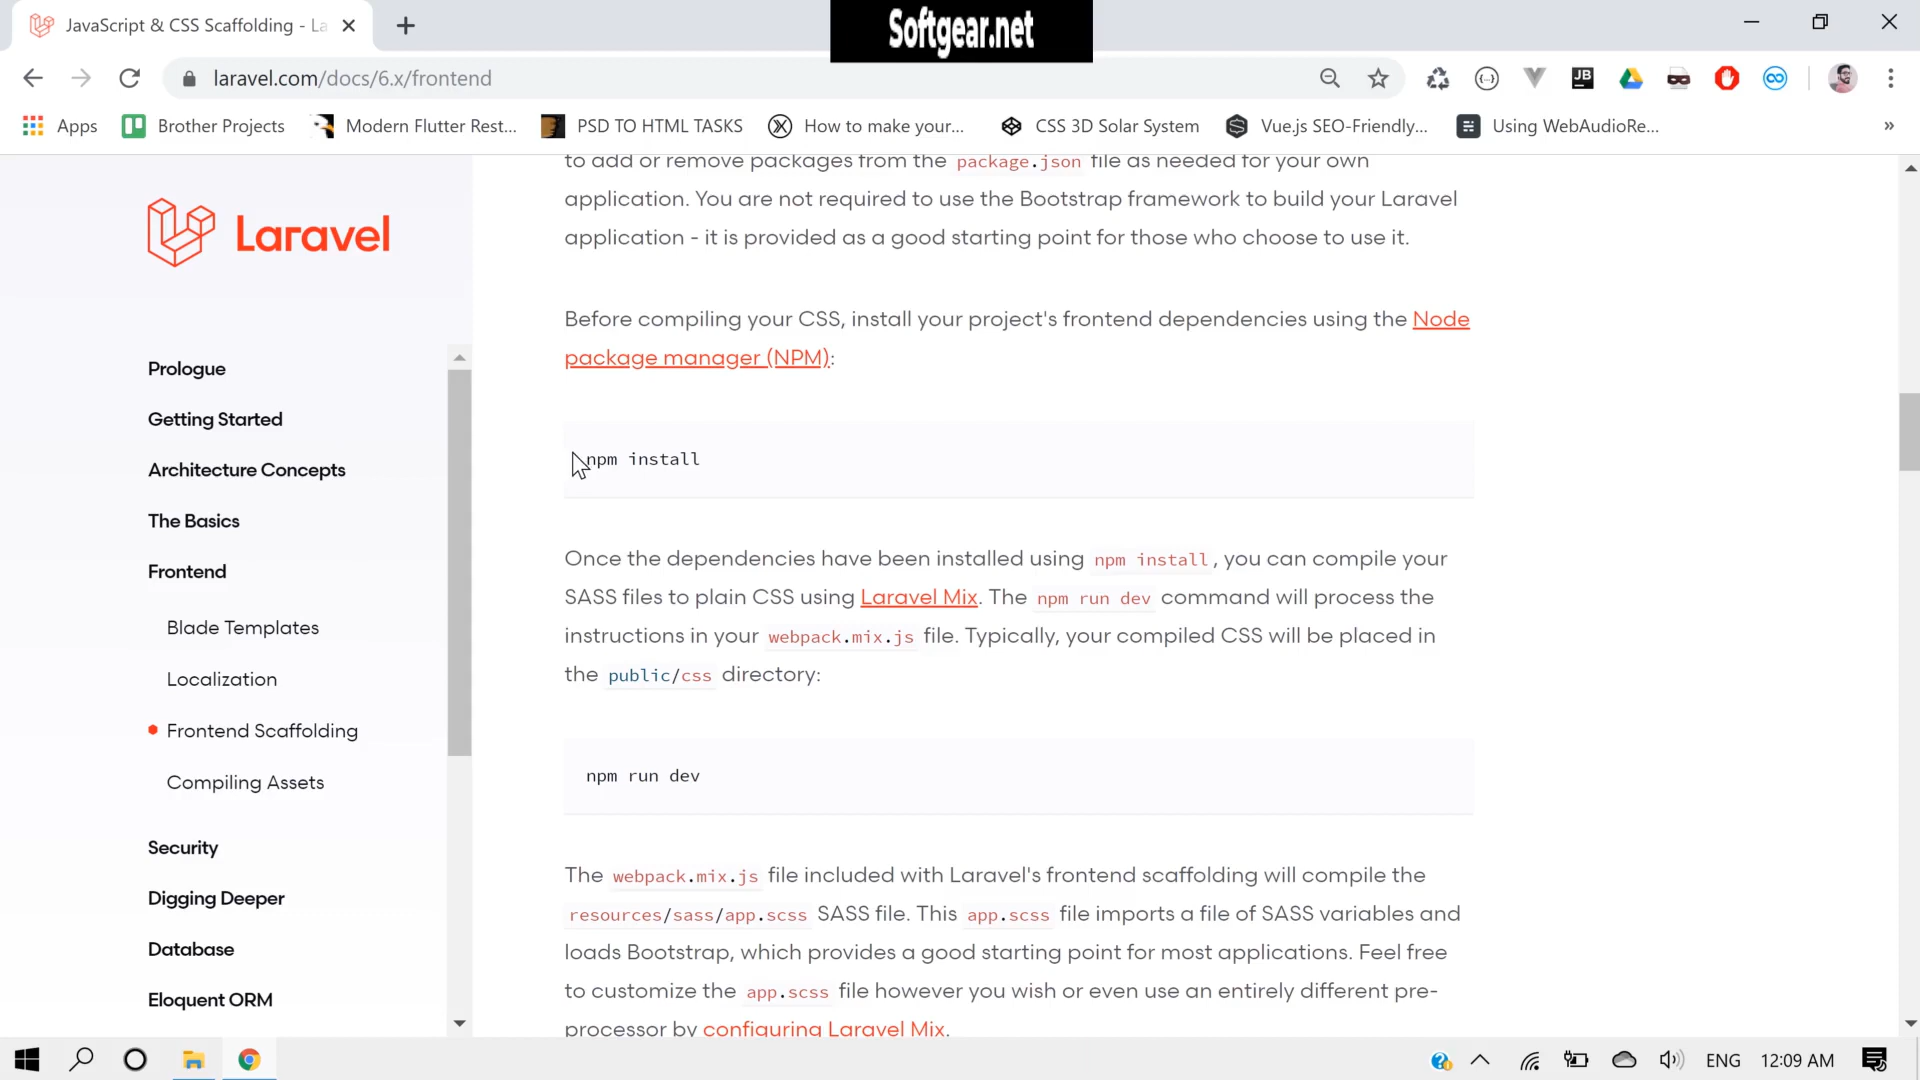 JavaScript & CSS Scaffolding - La
Softgear.net
laravel.com/docs/6.x/frontend
JB
Apps
Brother Projects
Modern Flutter Rest...
PSD TO HTML TASKS
How to make your...
CSS 3D Solar System
Vue.js SEO-Friendly...
Using WebAudioRe...
»
Laravel
Prologue
Getting Started
Architecture Concepts
The Basics
Frontend
Blade Templates
Localization
Frontend Scaffolding
Compiling Assets
Security
Digging Deeper
Database
Eloquent ORM
to add or remove packages from the package.json file as needed for your own
application. You are not required to use the Bootstrap framework to build your Laravel
application - it is provided as a good starting point for those who choose to use it.
Before compiling your CSS, install your project's frontend dependencies using the Node
package manager (NPM):
npm install
Once the dependencies have been installed using npm install, you can compile your
SASS files to plain CSS using Laravel Mix. The npm run dev command will process the
instructions in your webpack.mix.js file. Typically, your compiled CSS will be placed in
the public/css directory:
npm run dev
The webpack.mix.js file included with Laravel's frontend scaffolding will compile the
resources/sass/app.scss SASS file. This app.scss file imports a file of SASS variables and
loads Bootstrap, which provides a good starting point for most applications. Feel free
to customize the app.scss file however you wish or even use an entirely different pre-
processor by configuring Laravel Mix.
ENG
12:09 AM